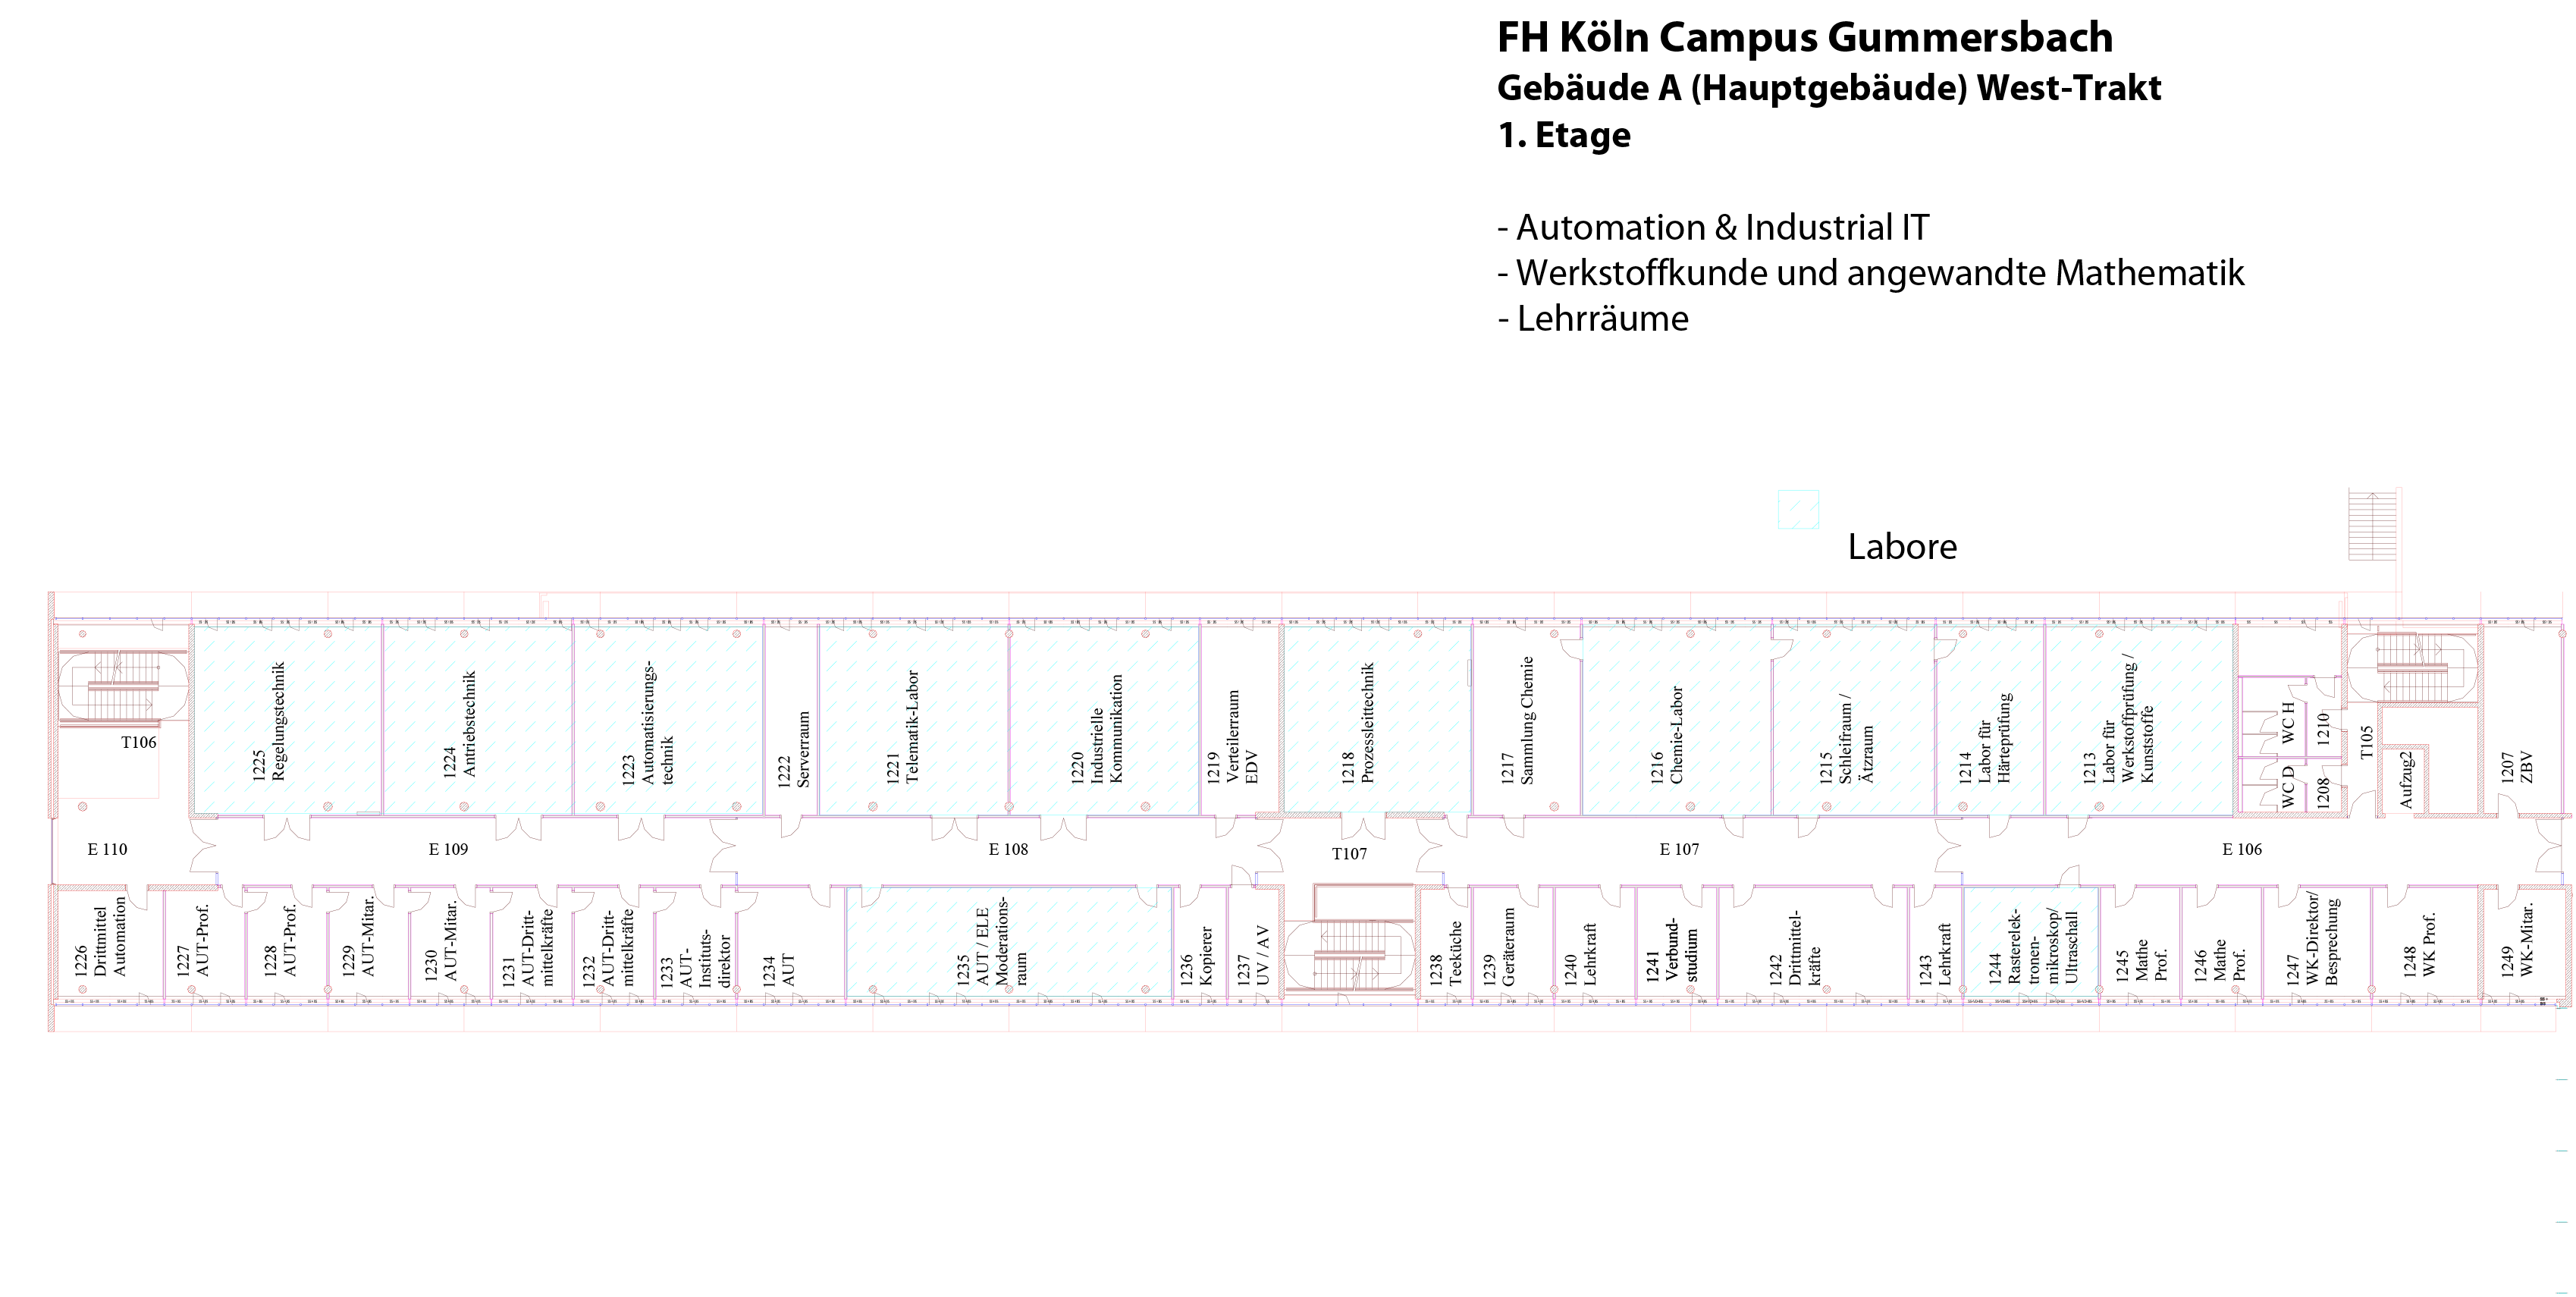 FH Köln Campus Gummersbach
Gebäude A (Hauptgebäude) West-Trakt
1. Etage
- Automation & Industrial IT
- Werkstoffkunde und angewandte Mathematik
- Lehrräume
Labore
T106
1225
Regelungstechnik
1224
Antriebstechnik
1223
Automatisierungs-
technik
1222
Serverraum
1221
Telematik-Labor
1220
Industrielle
Kommunikation
1219
Verteilerraum
EDV
1218
Prozessleittechnik
1217
Sammlung Chemie
1216
Chemie-Labor
1215
Schleifraum /
Ätzraum
1214
Labor für
Härteprüfung
1213
Labor für
Werkstoffprüfung /
Kunststoffe
WC H
1210
WC D
1208
T105
Aufzug2
1207
ZBV
E 110
E 109
E 108
T107
E 107
E 106
1226
Drittmittel
Automation
1227
AUT-Prof.
1228
AUT-Prof.
1229
AUT-Mitar.
1230
AUT-Mitar.
1231
AUT-Dritt-
mittelkräfte
1232
AUT-Dritt-
mittelkräfte
1233
AUT-
Instituts-
direktor
1234
AUT
1235
AUT / ELE
Moderations-
raum
1236
Kopierer
1237
UV / AV
1238
Teeküche
1239
Geräteraum
1240
Lehrkraft
1241
Verbund-
studium
1242
Drittmittel-
kräfte
1243
Lehrkraft
1244
Rasterelek-
tronen-
mikroskop/
Ultraschall
1245
Mathe
Prof.
1246
Mathe
Prof.
1247
WK-Direktor/
Besprechung
1248
WK Prof.
1249
WK-Mitar.